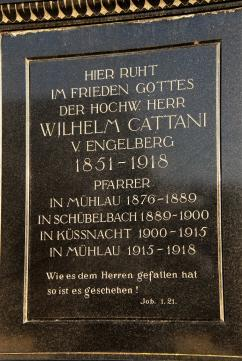 HIER RUHT
IM FRIEDEN GOTTES
DER HOCHW. HERR
WILHELM CATTANI
V. ENGELBERG
1851-1918
PFARRER
IN MÜHLAU 1876-1889
IN SCHÜBELBACH 1889-1900
IN KÜSSNACHT 1900-1915
IN MÜHLAU 1915-1918
Wie es dem Herren gefallen hat
so ist es geschehen!
Job. 1. 21.